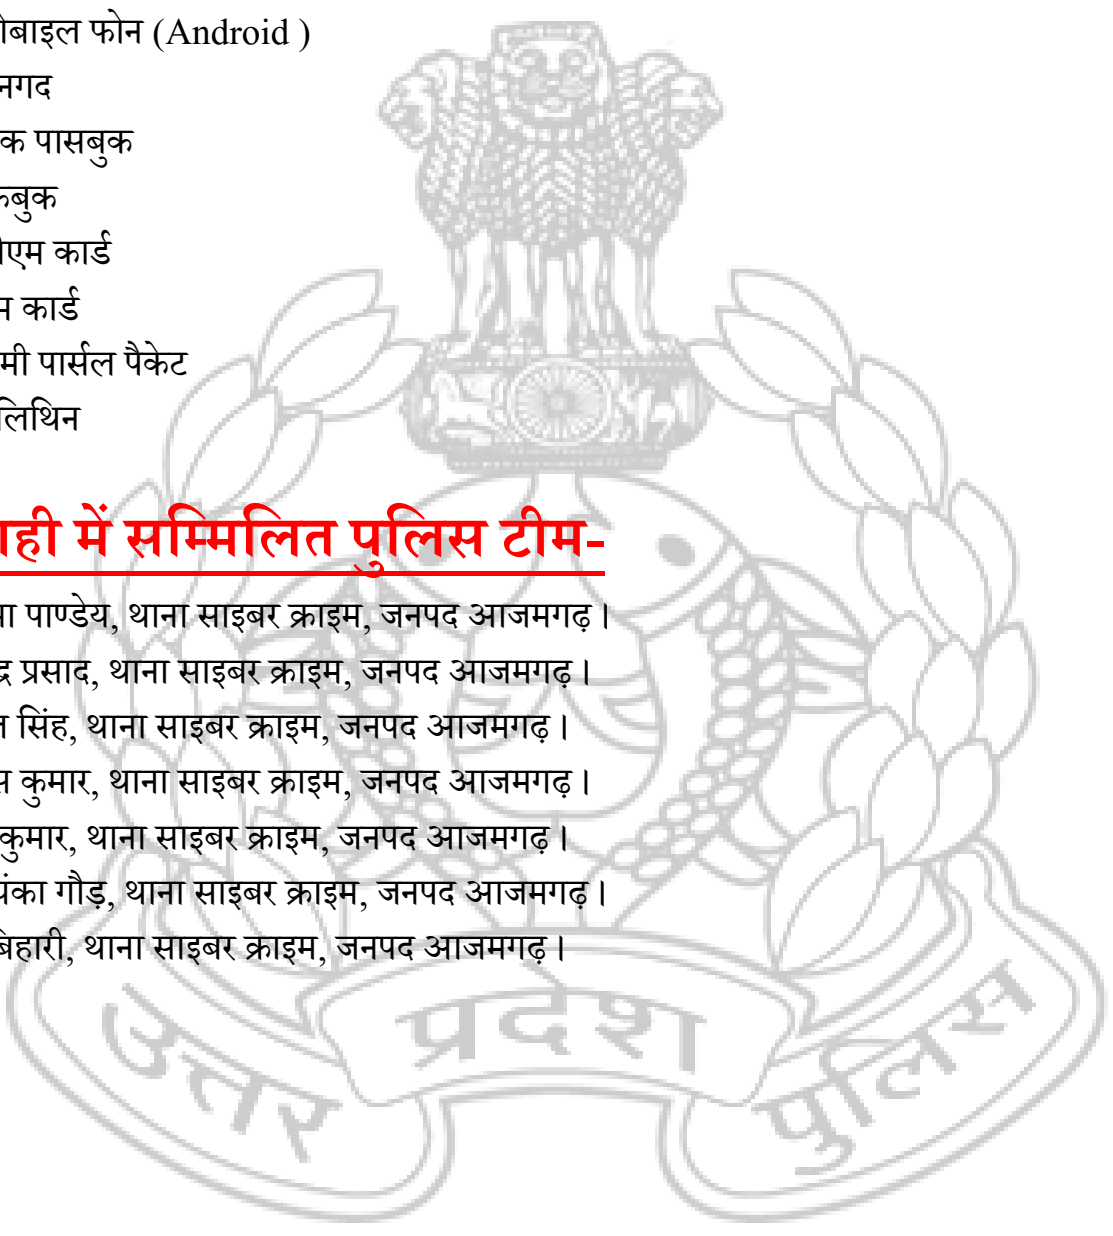 ोबाइल फोन (Android )
नगद
क पासबुक
कबुक
ीएम कार्ड
म कार्ड
मी पार्सल पैकेट
लिथिन
ाही में सम्मिलित पुलिस टीम-
ा पाण्डेय, थाना साइबर क्राइम, जनपद आजमगढ़।
द्र प्रसाद, थाना साइबर क्राइम, जनपद आजमगढ़।
त सिंह, थाना साइबर क्राइम, जनपद आजमगढ़।
स कुमार, थाना साइबर क्राइम, जनपद आजमगढ़।
कुमार, थाना साइबर क्राइम, जनपद आजमगढ़।
यंका गौड़, थाना साइबर क्राइम, जनपद आजमगढ़।
बिहारी, थाना साइबर क्राइम, जनपद आजमगढ़।
उत्तर प्रदेश पुलिस